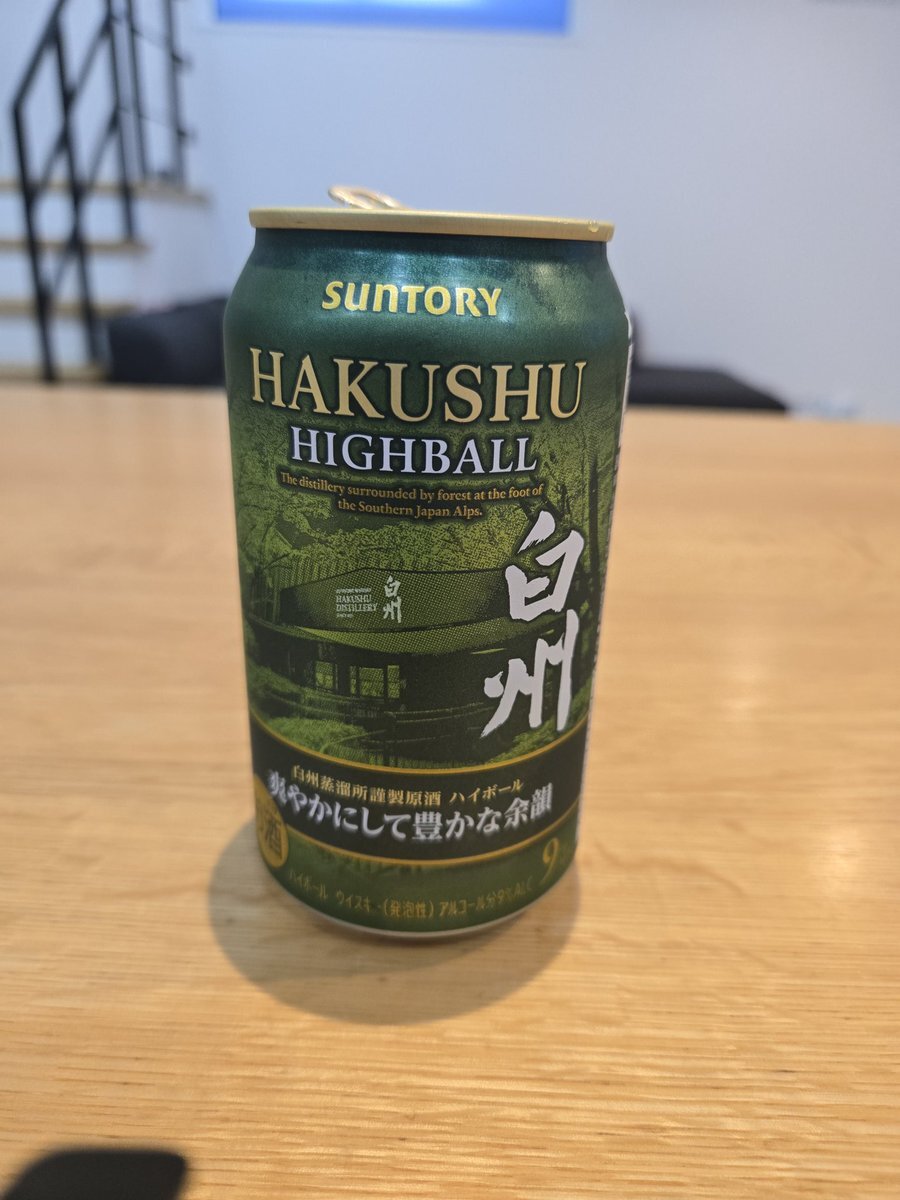 SUNTORY
HAKUSHU
HIGHBALL
The distillery surrounded by forest at the foot of
the Southern Japan Alps.
白州
HAKUSHU
DISTILLERY
白州
白州蒸溜所謹製原酒 ハイボール
爽やかにして豊かな余韻
酒
9
ハイボール ウイスキー(発泡性) アルコール分9% ALC